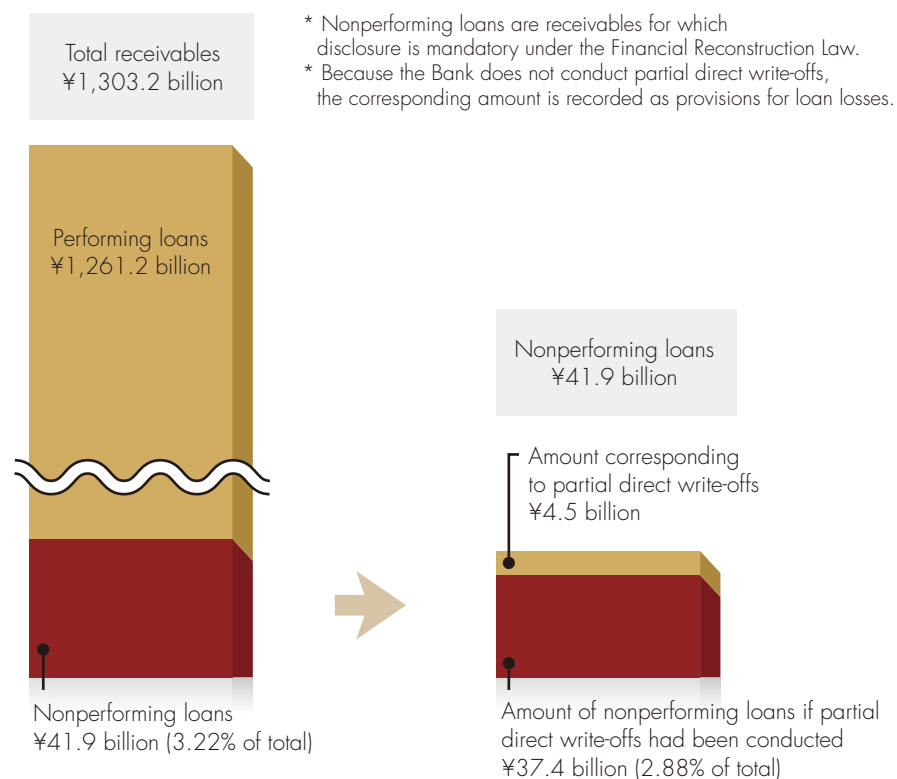 Total receivables
¥1,303.2 billion
* Nonperforming loans are receivables for which
disclosure is mandatory under the Financial Reconstruction Law.
* Because the Bank does not conduct partial direct write-offs,
the corresponding amount is recorded as provisions for loan losses.
Performing loans
¥1,261.2 billion
Nonperforming loans
¥41.9 billion (3.22% of total)
Nonperforming loans
¥41.9 billion
Amount corresponding
to partial direct write-offs
¥4.5 billion
Amount of nonperforming loans if partial
direct write-offs had been conducted
¥37.4 billion (2.88% of total)